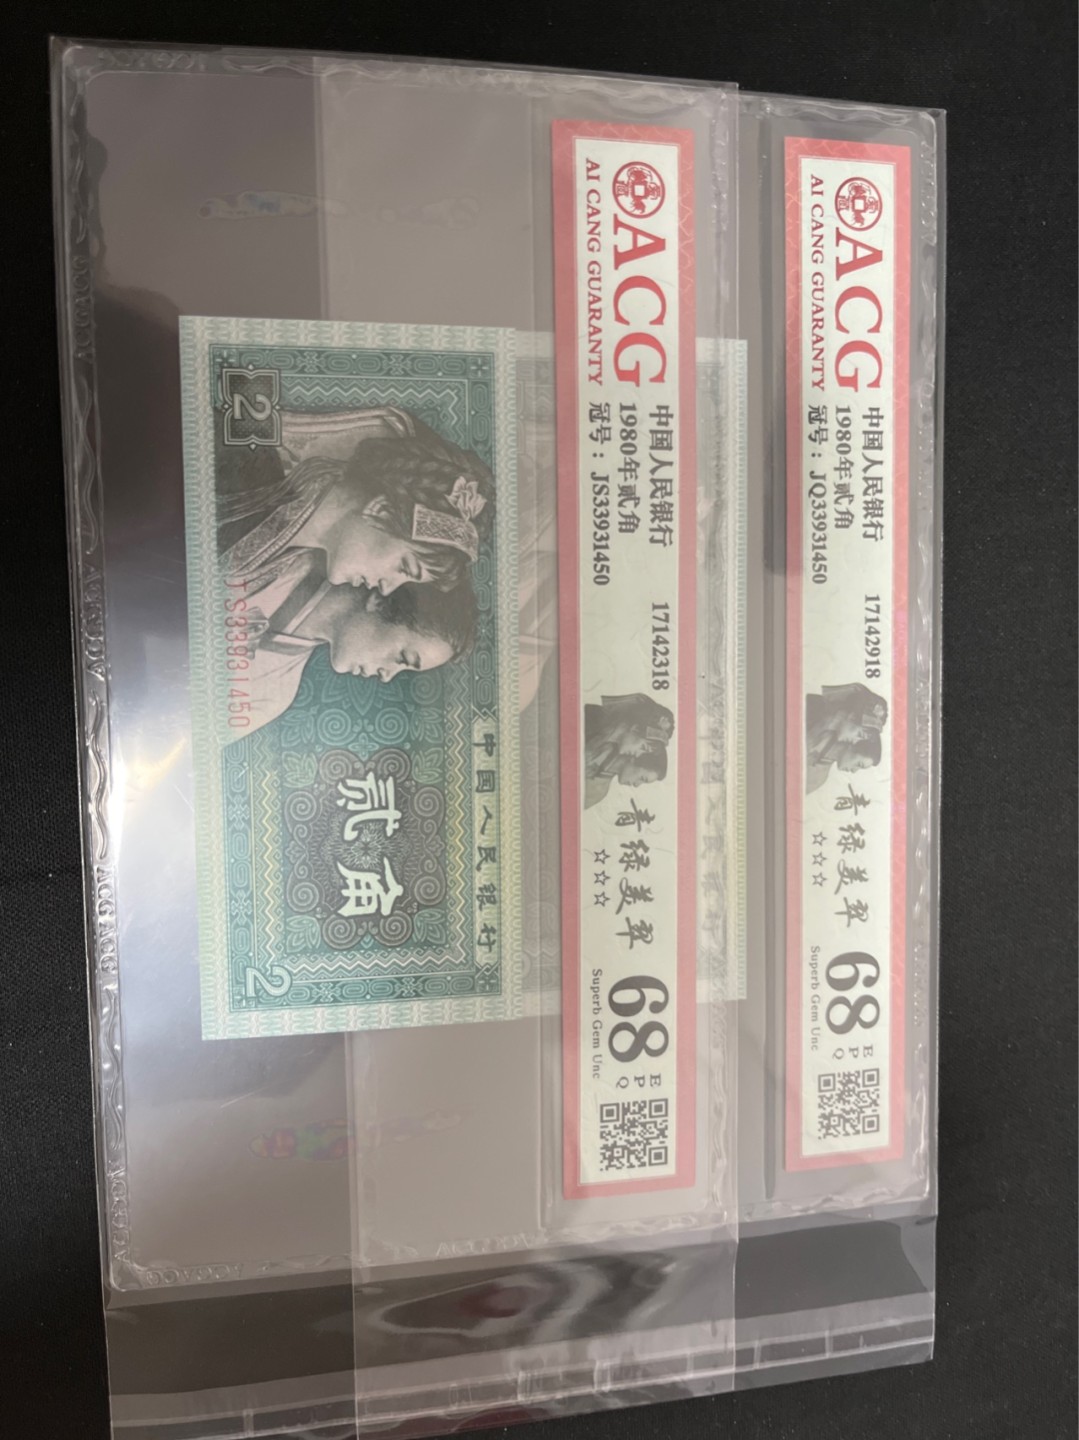 ACG
AI CANG GUARANTY
中国人民银行
1980年贰角
冠号：JQ33931450
17142918
青绿美翠
☆☆☆
68
EPQ
Superb Gem Unc
ACG
AI CANG GUARANTY
中国人民银行
1980年贰角
冠号：JS33931450
17142318
青绿美翠
☆☆☆
68
EPQ
Superb Gem Unc
中国人民银行
贰角
2
2
JS33931450